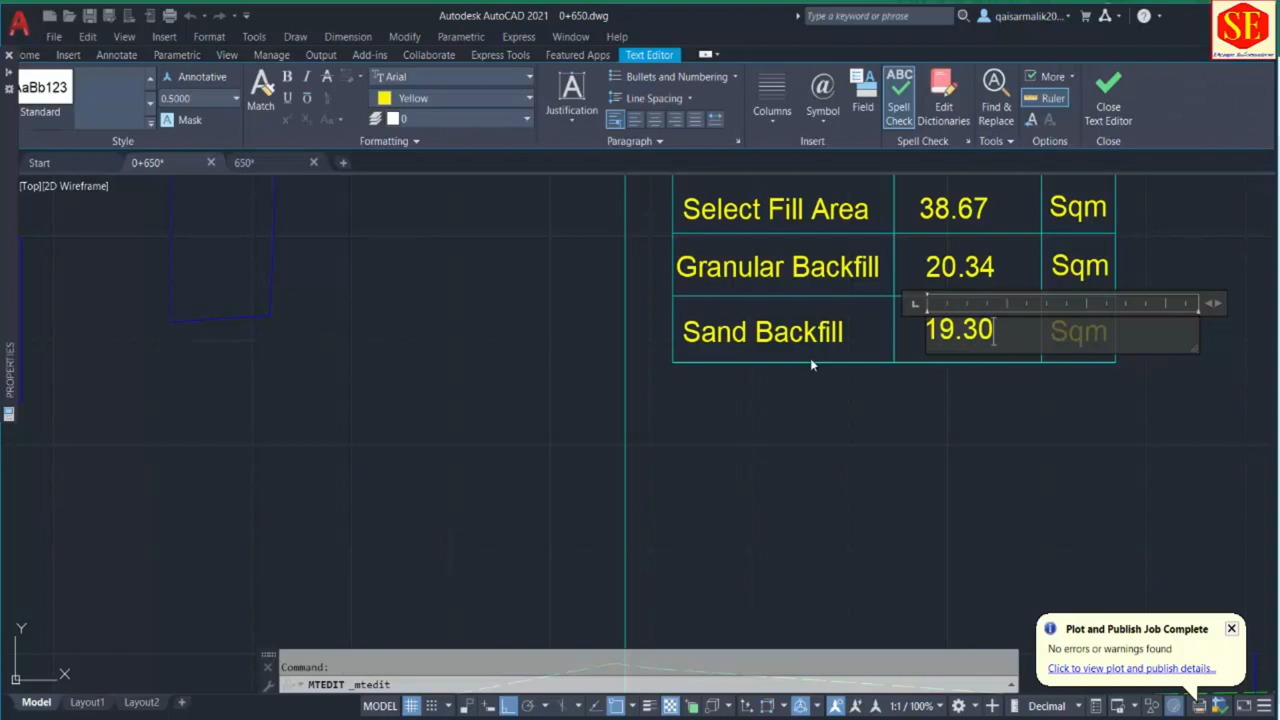 Autodesk AutoCAD 2021 0+650.dwg
Type a keyword or phrase
qaisarmalik20...
SE
File Edit View Insert Format Tools Draw Dimension Modify Parametric Express Window Help
ome Insert Annotate Parametric View Manage Output Add-ins Collaborate Express Tools Featured Apps Text Editor
AaBb123
Standard
Annotative
0.5000
Mask
Style
Match
B I A
U O
Arial
Yellow
0
Formatting
Justification
Bullets and Numbering
Line Spacing
Paragraph
Columns
Symbol
Field
Insert
ABC
Spell
Check
Edit
Dictionaries
Spell Check
Find &
Replace
Tools
More
Ruler
Options
Close
Text Editor
Close
Start 0+650* 650*
[Top][2D Wireframe]
Select Fill Area 38.67 Sqm
Granular Backfill 20.34 Sqm
Sand Backfill 19.30 Sqm
PROPERTIES
Y
X
Command:
MTEDIT _mtedit
Plot and Publish Job Complete
No errors or warnings found
Click to view plot and publish details...
Model Layout1 Layout2
MODEL 1:1 / 100% Decimal